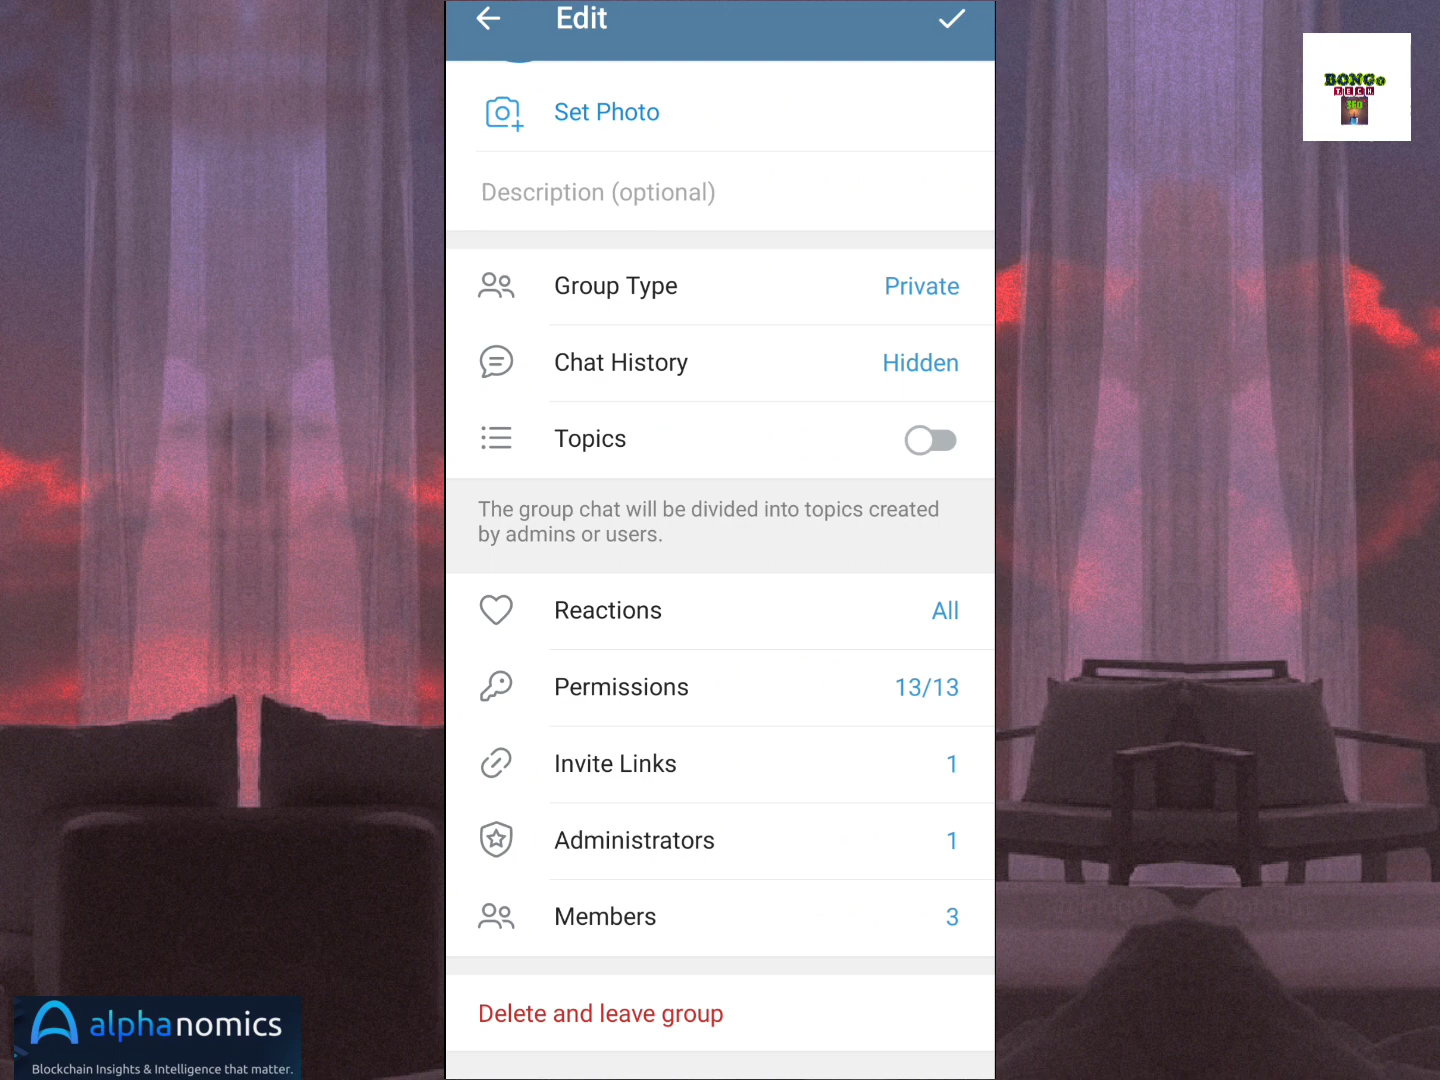 Edit
Set Photo
Description (optional)
Group Type Private
Chat History Hidden
Topics
The group chat will be divided into topics created
by admins or users.
Reactions All
Permissions 13/13
Invite Links 1
Administrators 1
Members 3
Delete and leave group
BONGO
TECH
360
alphanomics
Blockchain Insights & Intelligence that matter.